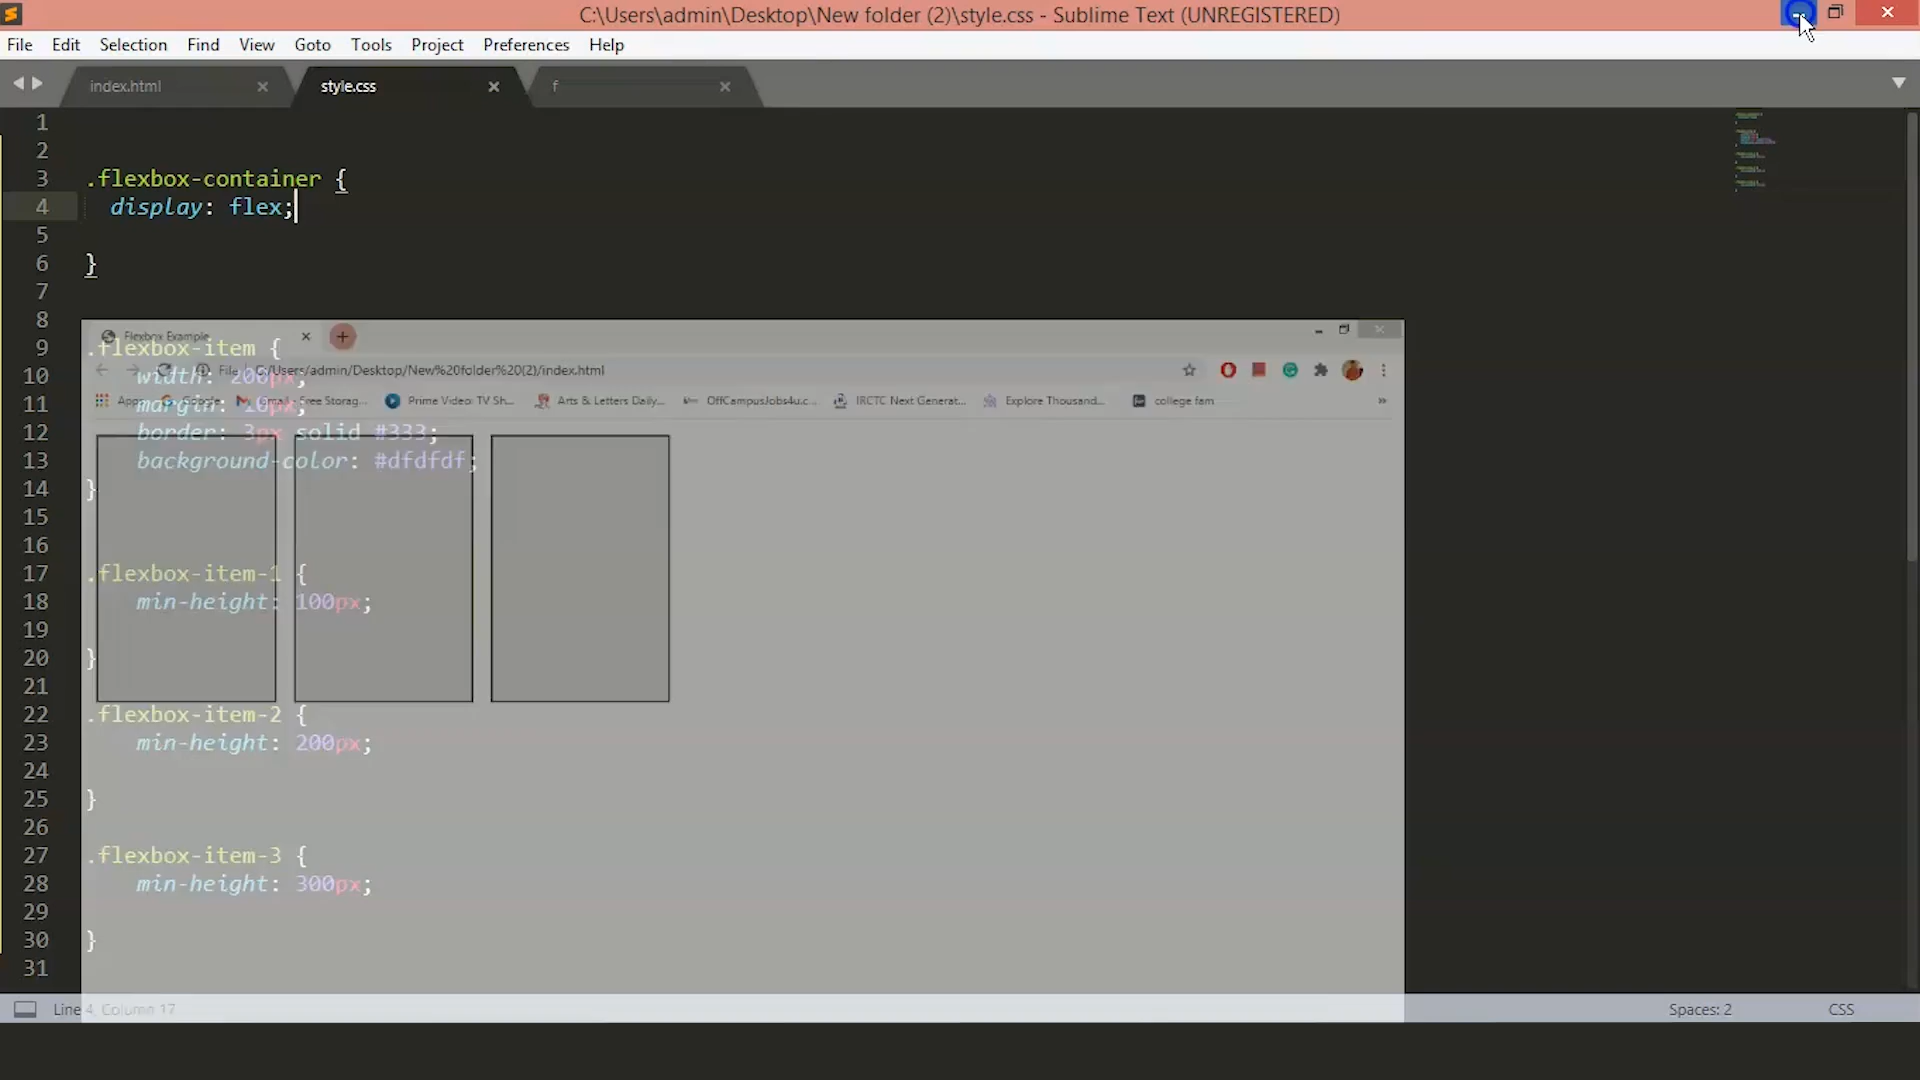 C:\Users\admin\Desktop\New folder (2)\style.css - Sublime Text (UNREGISTERED)
File Edit Selection Find View Goto Tools Project Preferences Help
index.html style.css f
1
2
3 .flexbox-container {
4 display: flex;
5
6 }
7
8
Flexbox Example
9 .flexbox-item {
10 width: 200px;
File C:/Users/admin/Desktop/New%20folder%20(2)/index.html
11 margin: 10px;
Apps Google Gmail - Free Storag... Prime Video: TV Sh... Arts & Letters Daily... OffCampusJobs4u.c... IRCTC Next Generat... Explore Thousand... college fam »
12 border: 3px solid #333;
13 background-color: #dfdfdf;
14 }
15
16
17 .flexbox-item-1 {
18 min-height: 100px;
19
20 }
21
22 .flexbox-item-2 {
23 min-height: 200px;
24
25 }
26
27 .flexbox-item-3 {
28 min-height: 300px;
29
30 }
31
Line 4, Column 17 Spaces: 2 CSS